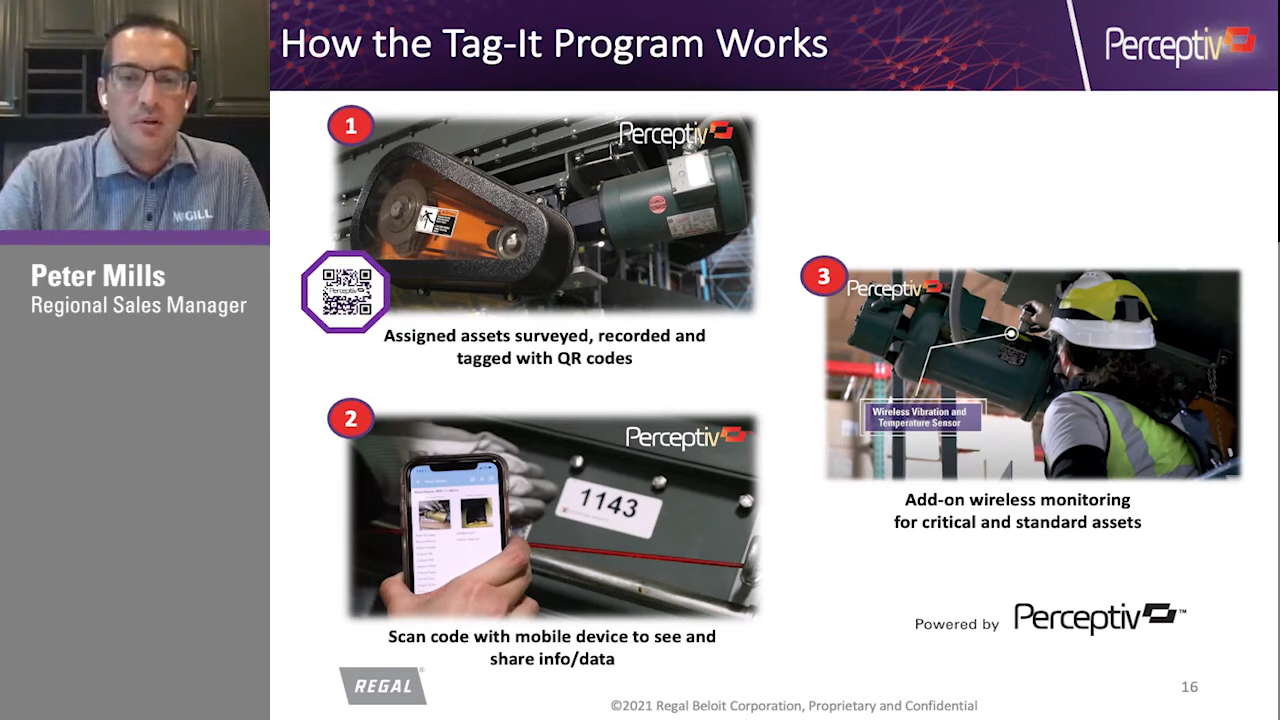 How the Tag-It Program Works
Perceptiv
McGILL
Peter Mills
Regional Sales Manager
1
Perceptiv
Perceptiv
Assigned assets surveyed, recorded and
tagged with QR codes
2
Perceptiv
1143
Scan code with mobile device to see and
share info/data
3
Perceptiv
Wireless Vibration and
Temperature Sensor
Add-on wireless monitoring
for critical and standard assets
Powered by Perceptiv™
REGAL®
16
©2021 Regal Beloit Corporation, Proprietary and Confidential